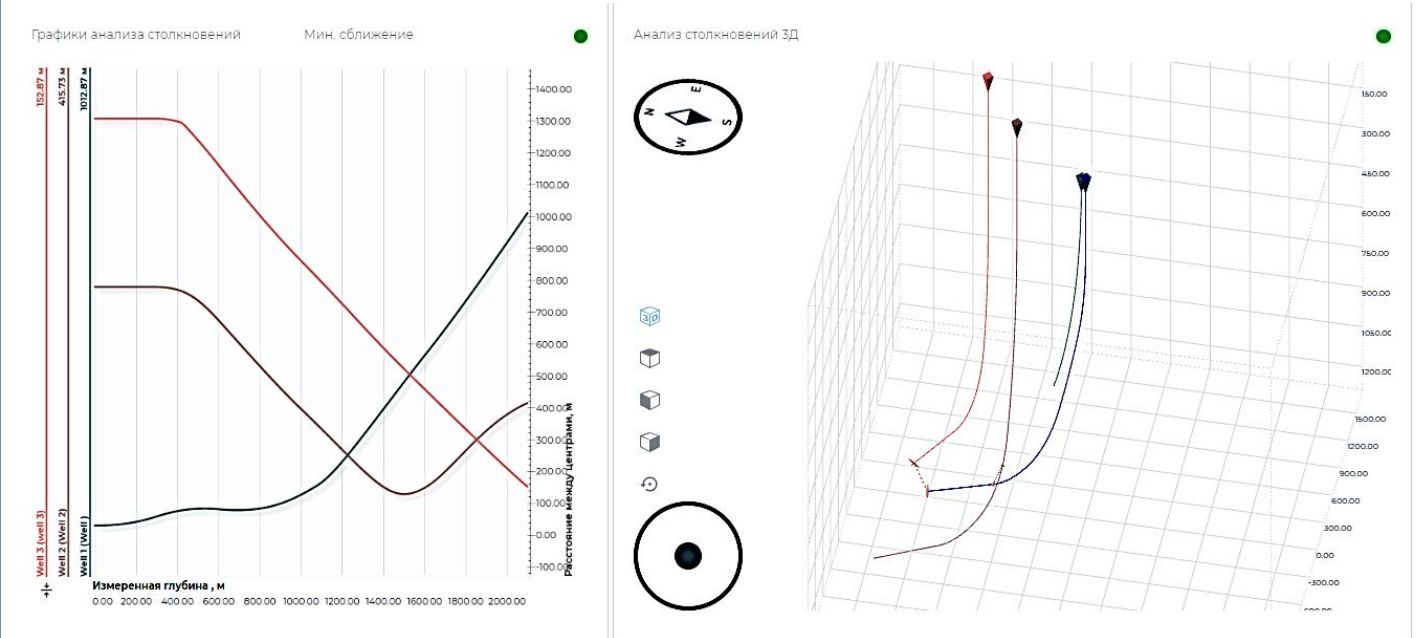 Графики анализа столкновений
Мин. сближение
152.87 м
415.73 м
1012.87 м
Well 3 (well 3)
Well 2 (Well 2)
Well 1 (Well )
1400.00
1300.00
1200.00
1100.00
1000.00
900.00
800.00
700.00
600.00
500.00
400.00
300.00
200.00
100.00
0.00
-100.00
Расстояние между центрами, м
Измеренная глубина , м
0.00 200.00 400.00 600.00 800.00 1000.00 1200.00 1400.00 1600.00 1800.00 2000.00
Анализ столкновений 3Д
N
E
S
W
3D
150.00
300.00
450.00
600.00
750.00
900.00
1050.00
1200.00
1500.00
1200.00
900.00
600.00
300.00
0.00
-300.00